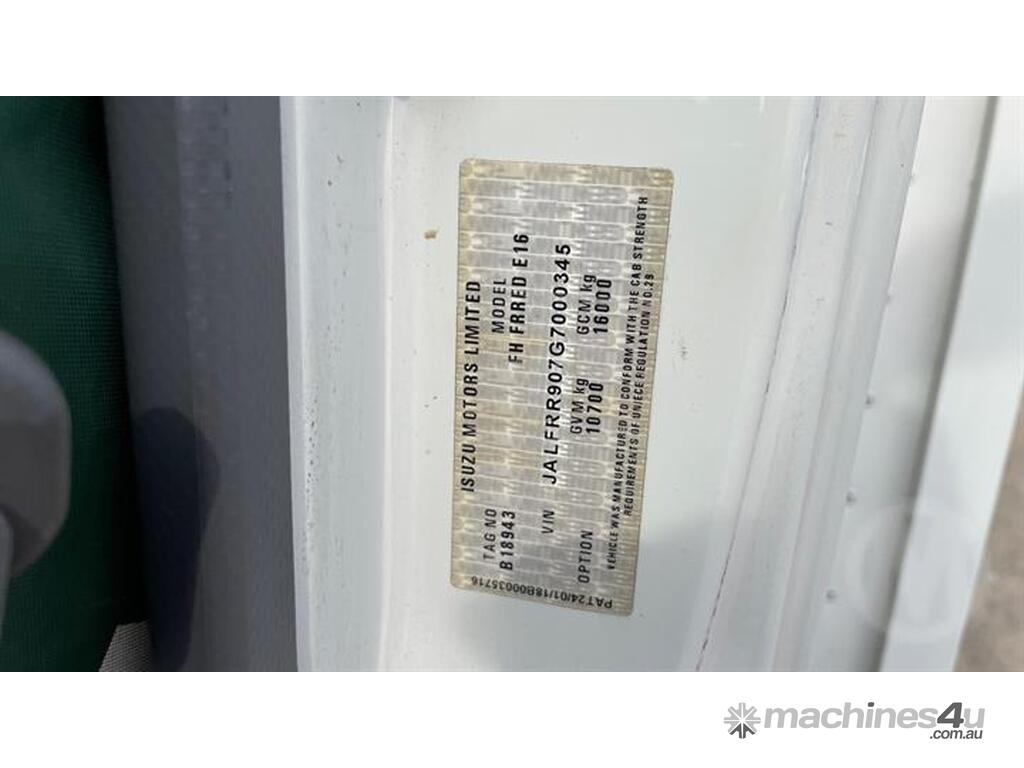 ISUZU MOTORS LIMITED
TAG NO MODEL
B18943 FH FRRED E16
VIN JALFRR907G7000345
OPTION GVM kg GCM kg
10700 16000
VEHICLE WAS MANUFACTURED TO CONFORM WITH THE CAB STRENGTH
REQUIREMENTS OF UNIECE REGULATION NO.29
PAT24/01/18B00035716
machines4u
.com.au